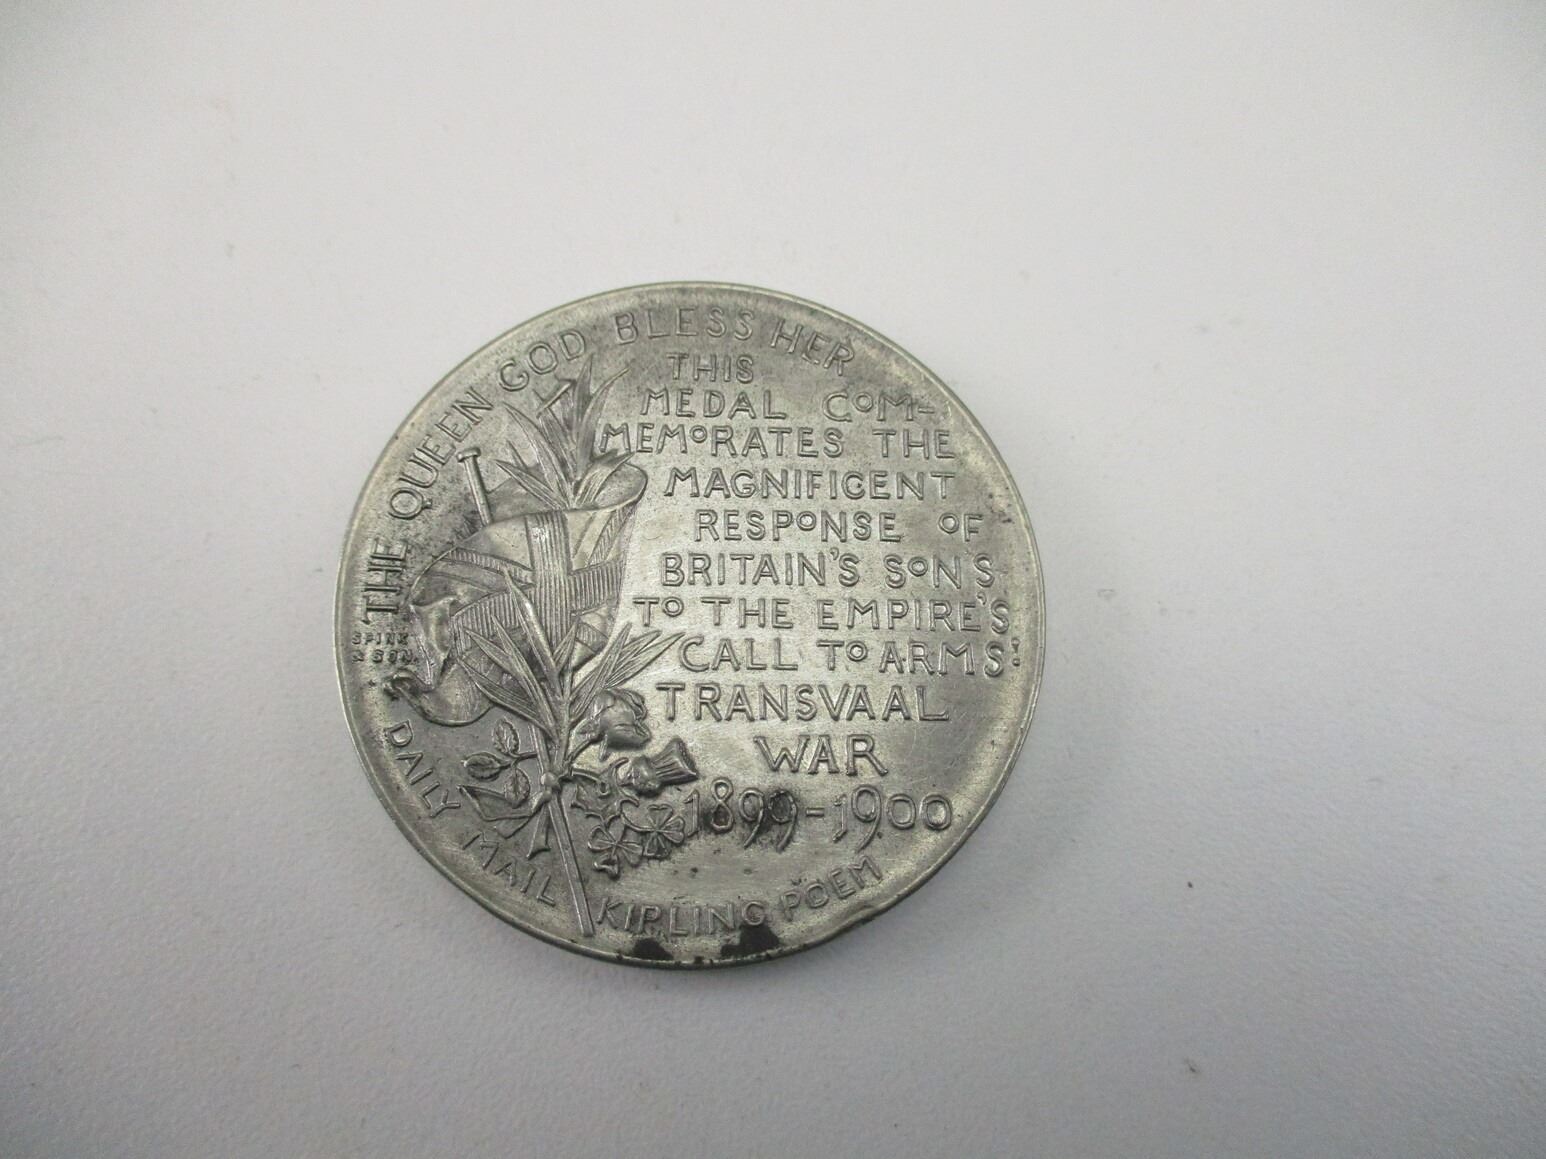 THE QUEEN GOD BLESS HER
THIS
MEDAL COM-
MEMORATES THE
MAGNIFICENT
RESPONSE OF
BRITAIN'S SONS
TO THE EMPIRE'S
CALL TO ARMS:
TRANSVAAL
WAR
1899-1900
SPINK
& SON
DAILY MAIL KIPLING POEM